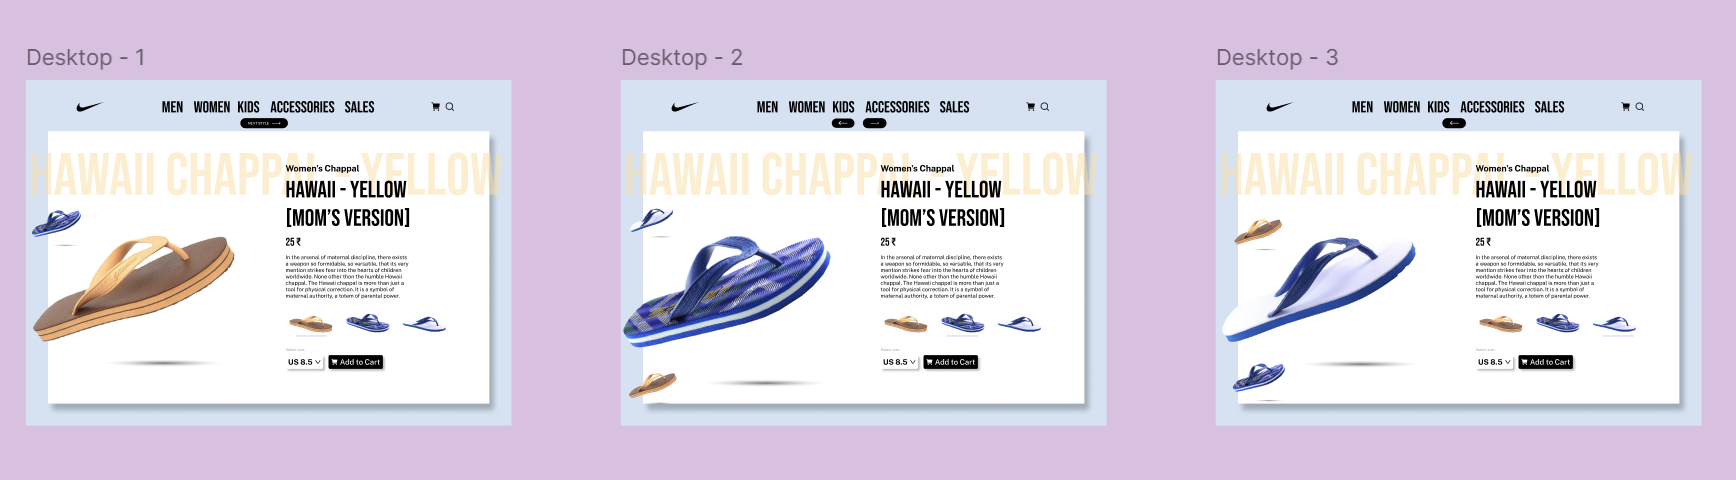 Desktop - 1
MEN WOMEN KIDS ACCESSORIES SALES
NEXT STYLE
HAWAII CHAPPAL - YELLOW
Women's Chappal
HAWAII - YELLOW
[MOM'S VERSION]
25 ₹
In the arsenal of maternal discipline, there exists
a weapon so formidable, so versatile, that its very
mention strikes fear into the hearts of children
worldwide. None other than the humble Hawaii
chappal. The Hawaii chappal is more than just a
tool for physical correction. It is a symbol of
maternal authority, a totem of parental power.
US 8.5
Add to Cart
Desktop - 2
MEN WOMEN KIDS ACCESSORIES SALES
HAWAII CHAPPAL - YELLOW
Women's Chappal
HAWAII - YELLOW
[MOM'S VERSION]
25 ₹
In the arsenal of maternal discipline, there exists
a weapon so formidable, so versatile, that its very
mention strikes fear into the hearts of children
worldwide. None other than the humble Hawaii
chappal. The Hawaii chappal is more than just a
tool for physical correction. It is a symbol of
maternal authority, a totem of parental power.
US 8.5
Add to Cart
Desktop - 3
MEN WOMEN KIDS ACCESSORIES SALES
HAWAII CHAPPAL - YELLOW
Women's Chappal
HAWAII - YELLOW
[MOM'S VERSION]
25 ₹
In the arsenal of maternal discipline, there exists
a weapon so formidable, so versatile, that its very
mention strikes fear into the hearts of children
worldwide. None other than the humble Hawaii
chappal. The Hawaii chappal is more than just a
tool for physical correction. It is a symbol of
maternal authority, a totem of parental power.
US 8.5
Add to Cart